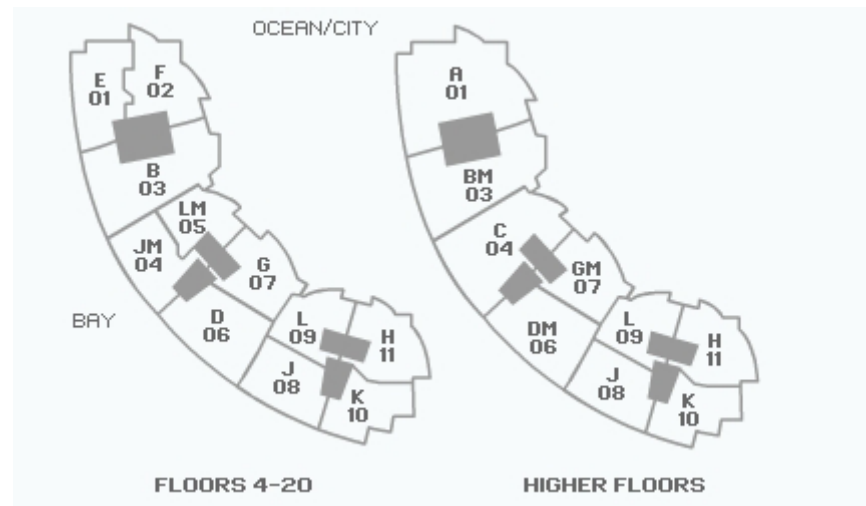 OCEAN/CITY
E
01
F
02
B
03
LM
05
JM
04
G
07
D
06
BAY
L
09
H
11
J
08
K
10
FLOORS 4-20
A
01
BM
03
C
04
GM
07
DM
06
L
09
H
11
J
08
K
10
HIGHER FLOORS